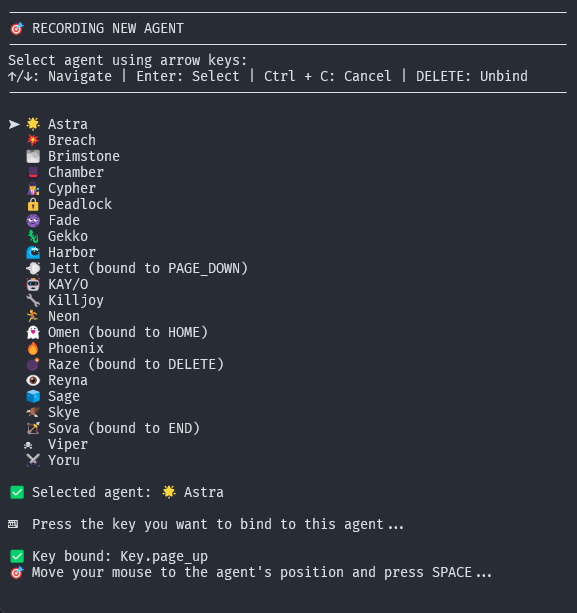 RECORDING NEW AGENT
Select agent using arrow keys:
↑/↓: Navigate | Enter: Select | Ctrl + C: Cancel | DELETE: Unbind
➤ 🌟 Astra
💥 Breach
Brimstone
Chamber
Cypher
🔒 Deadlock
Fade
🦎 Gekko
🌊 Harbor
💨 Jett (bound to PAGE_DOWN)
🤖 KAY/O
🔧 Killjoy
🏃 Neon
👻 Omen (bound to HOME)
🔥 Phoenix
💣 Raze (bound to DELETE)
👁️ Reyna
🧊 Sage
🦅 Skye
🏹 Sova (bound to END)
☠ Viper
⚔️ Yoru
✅ Selected agent: 🌟 Astra
Press the key you want to bind to this agent...
✅ Key bound: Key.page_up
🎯 Move your mouse to the agent's position and press SPACE...